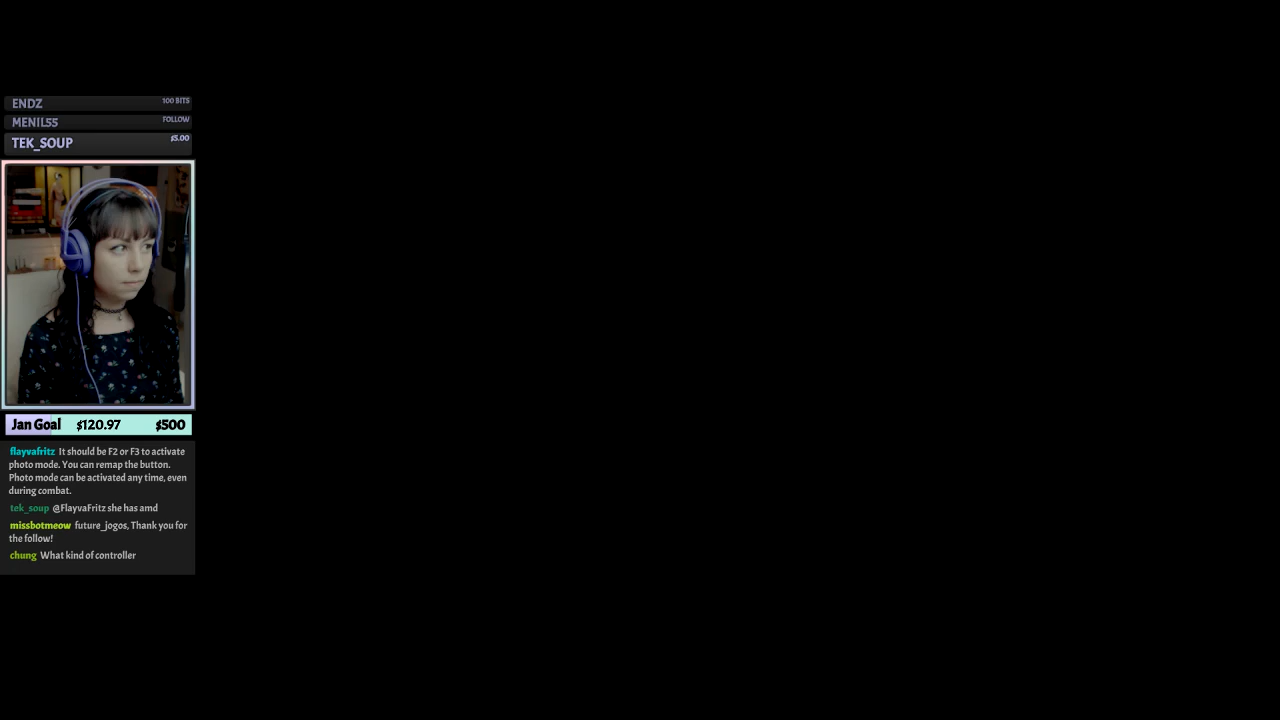 ENDZ 100 BITS
MENIL55 FOLLOW
TEK_SOUP $5.00
Jan Goal $120.97 $500
flayvafritz It should be F2 or F3 to activate
photo mode. You can remap the button.
Photo mode can be activated any time, even
during combat.
tek_soup @FlayvaFritz she has amd
missbotmeow future_jogos, Thank you for
the follow!
chung What kind of controller